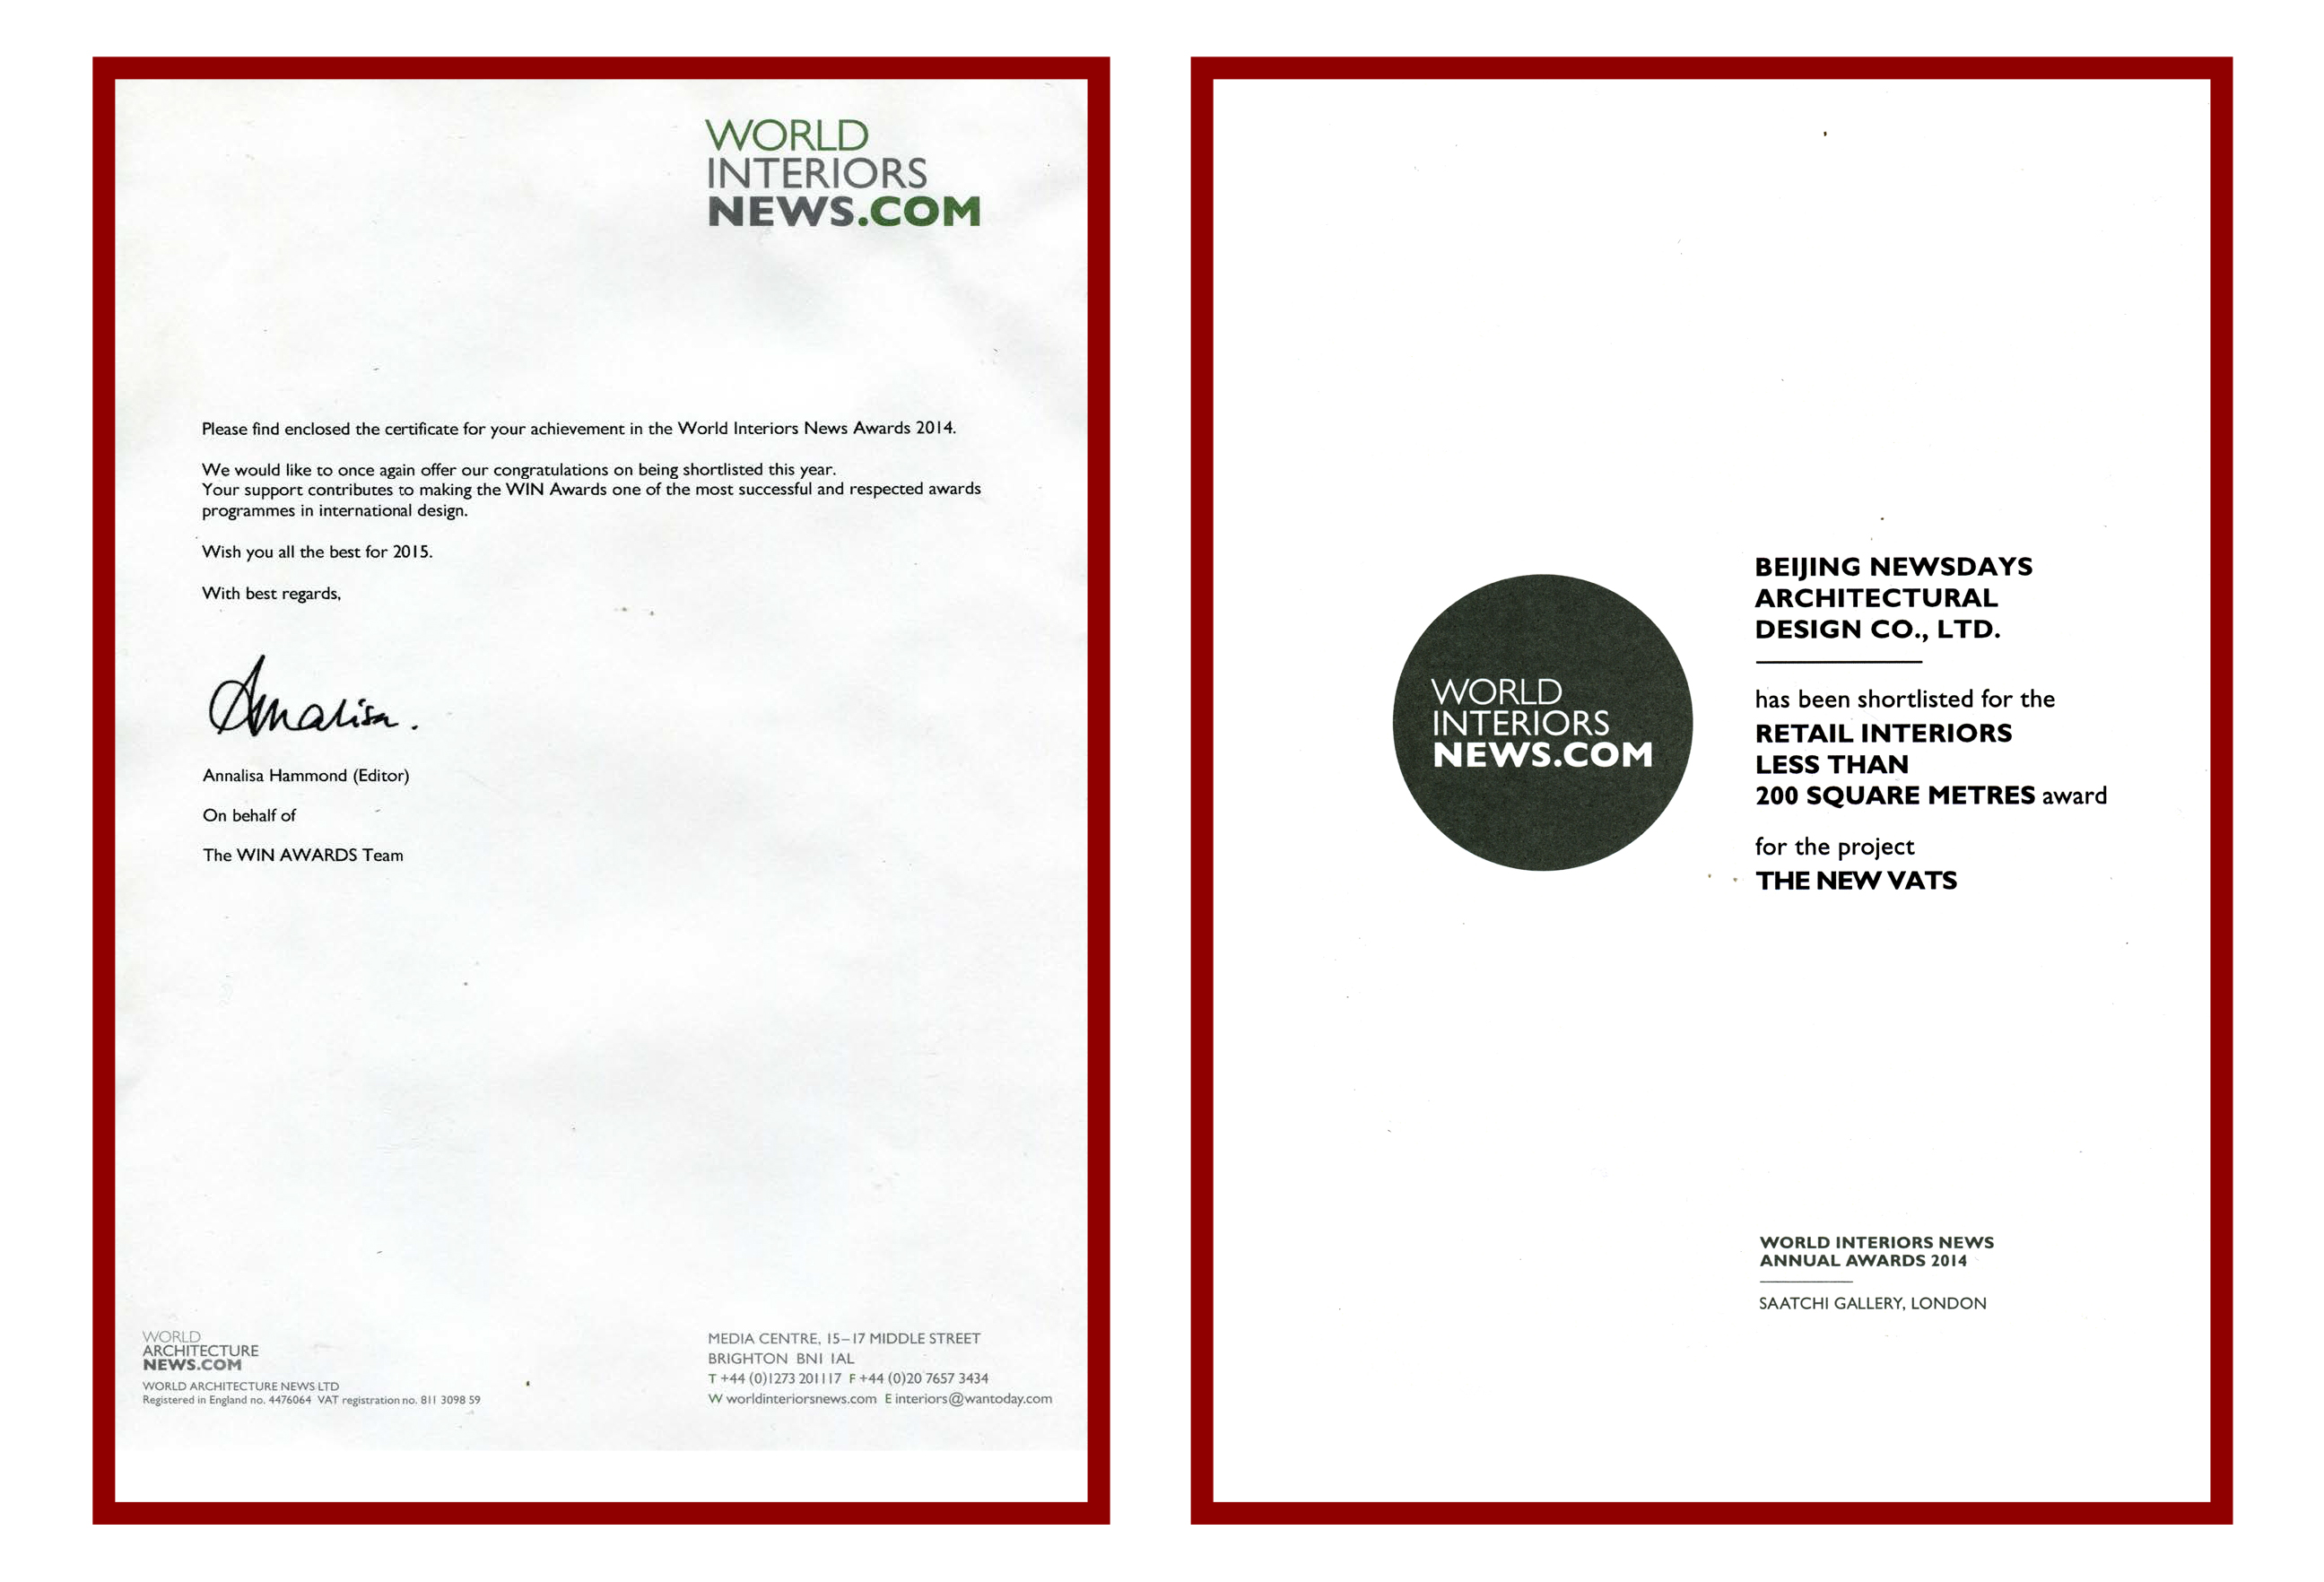 WORLD
INTERIORS
NEWS.COM
Please find enclosed the certificate for your achievement in the World Interiors News Awards 2014.
We would like to once again offer our congratulations on being shortlisted this year.
Your support contributes to making the WIN Awards one of the most successful and respected awards
programmes in international design.
Wish you all the best for 2015.
With best regards,
Annalisa.
Annalisa Hammond (Editor)
On behalf of
The WIN AWARDS Team
WORLD
ARCHITECTURE
NEWS.COM
WORLD ARCHITECTURE NEWS LTD
Registered in England no. 4476064 VAT registration no. 811 3098 59
MEDIA CENTRE, 15–17 MIDDLE STREET
BRIGHTON BN1 1AL
T +44 (0)1273 201117 F +44 (0)20 7657 3434
W worldinteriorsnews.com E interiors@wantoday.com
WORLD
INTERIORS
NEWS.COM
BEIJING NEWSDAYS
ARCHITECTURAL
DESIGN CO., LTD.
has been shortlisted for the
RETAIL INTERIORS
LESS THAN
200 SQUARE METRES award
for the project
THE NEW VATS
WORLD INTERIORS NEWS
ANNUAL AWARDS 2014
SAATCHI GALLERY, LONDON